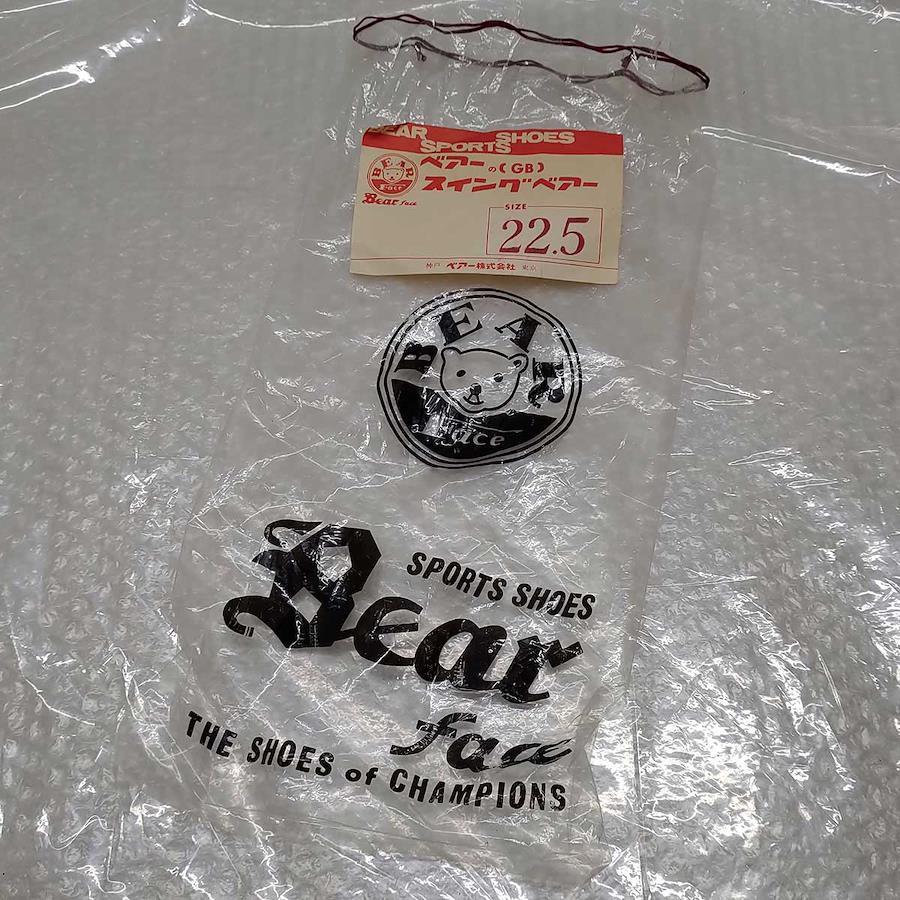 BEAR SHOES
SPORTS
BEAR
Face
ベアーの(GB)
スイングベアー
Bear face
SIZE
22.5
神戸 ベアー株式会社 東京
BEAR
face
SPORTS SHOES
Bear
face
THE SHOES of CHAMPIONS